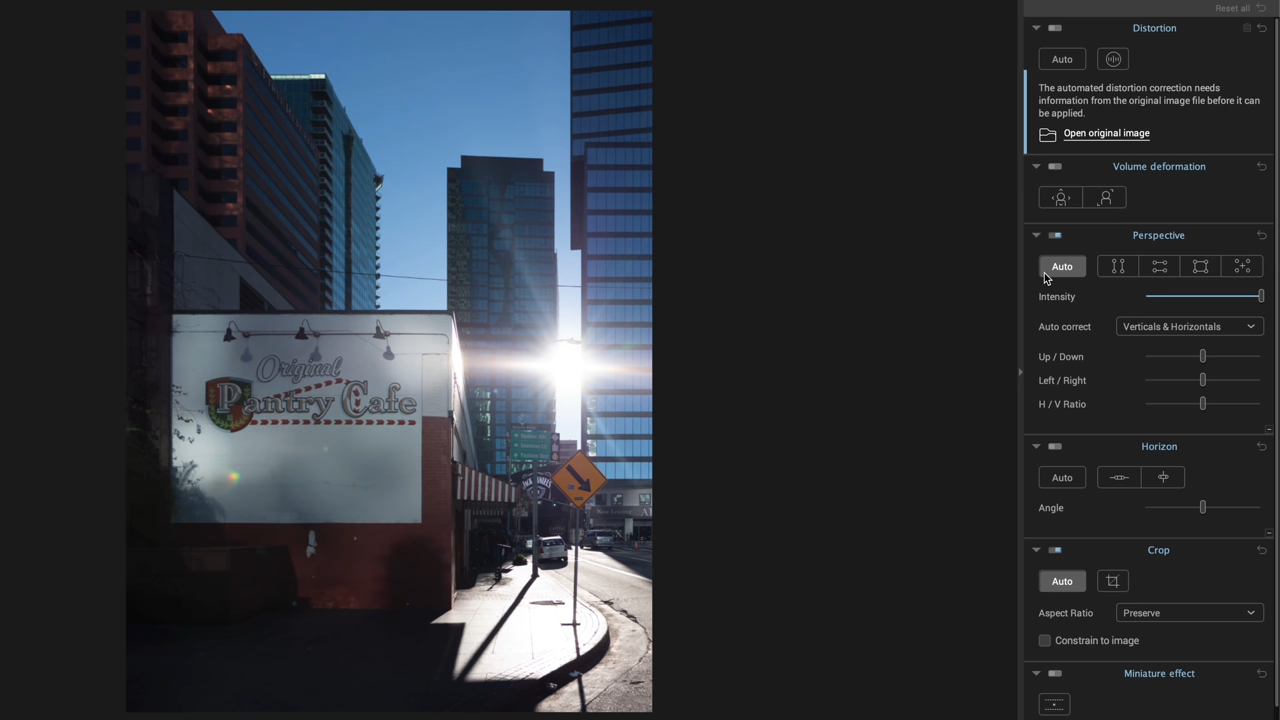 Reset all
Distortion
Auto
The automated distortion correction needs
information from the original image file before it can
be applied.
Open original image
Volume deformation
Perspective
Auto
Intensity
Auto correct
Verticals & Horizontals
Up / Down
Left / Right
H / V Ratio
Horizon
Auto
Angle
Crop
Auto
Aspect Ratio
Preserve
Constrain to image
Miniature effect
Original
Pantry Cafe